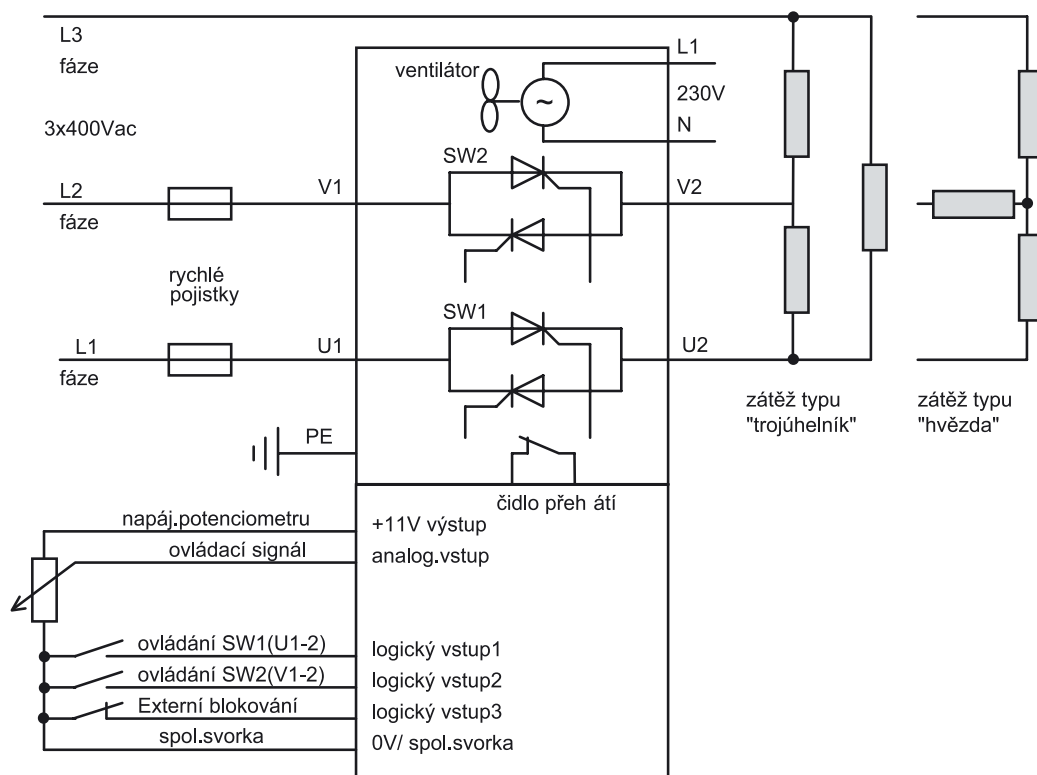 L3
fáze
L1
ventilátor
230V
~
3x400Vac
N
SW2
L2
V1
V2
fáze
rychlé
pojistky
SW1
L1
U1
U2
fáze
zátěž typu
"trojúhelník"
zátěž typu
"hvězda"
PE
čidlo přeh átí
napáj.potenciometru
+11V výstup
ovládací signál
analog.vstup
ovládání SW1(U1-2)
logický vstup1
ovládání SW2(V1-2)
logický vstup2
Externí blokování
logický vstup3
spol.svorka
0V/ spol.svorka